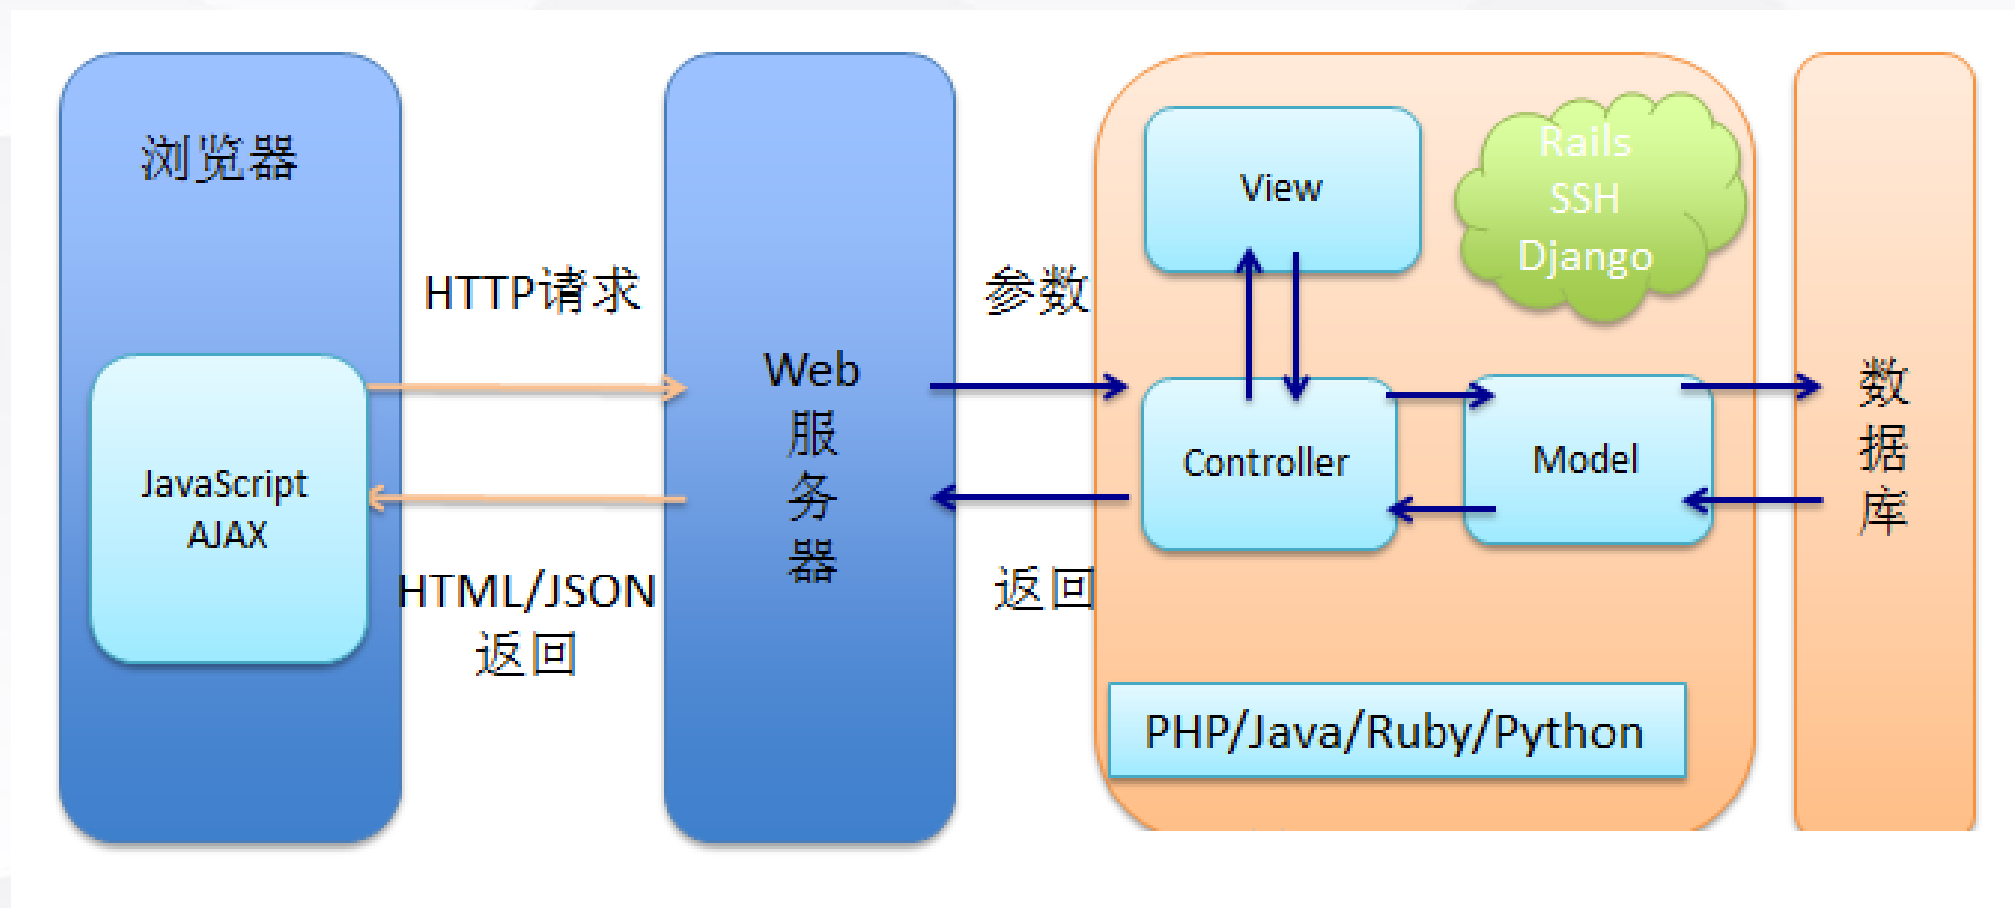 浏览器
JavaScript
AJAX
HTTP请求
HTML/JSON
返回
Web
服
务
器
参数
返回
View
Rails
SSH
Django
Controller
Model
PHP/Java/Ruby/Python
数
据
库